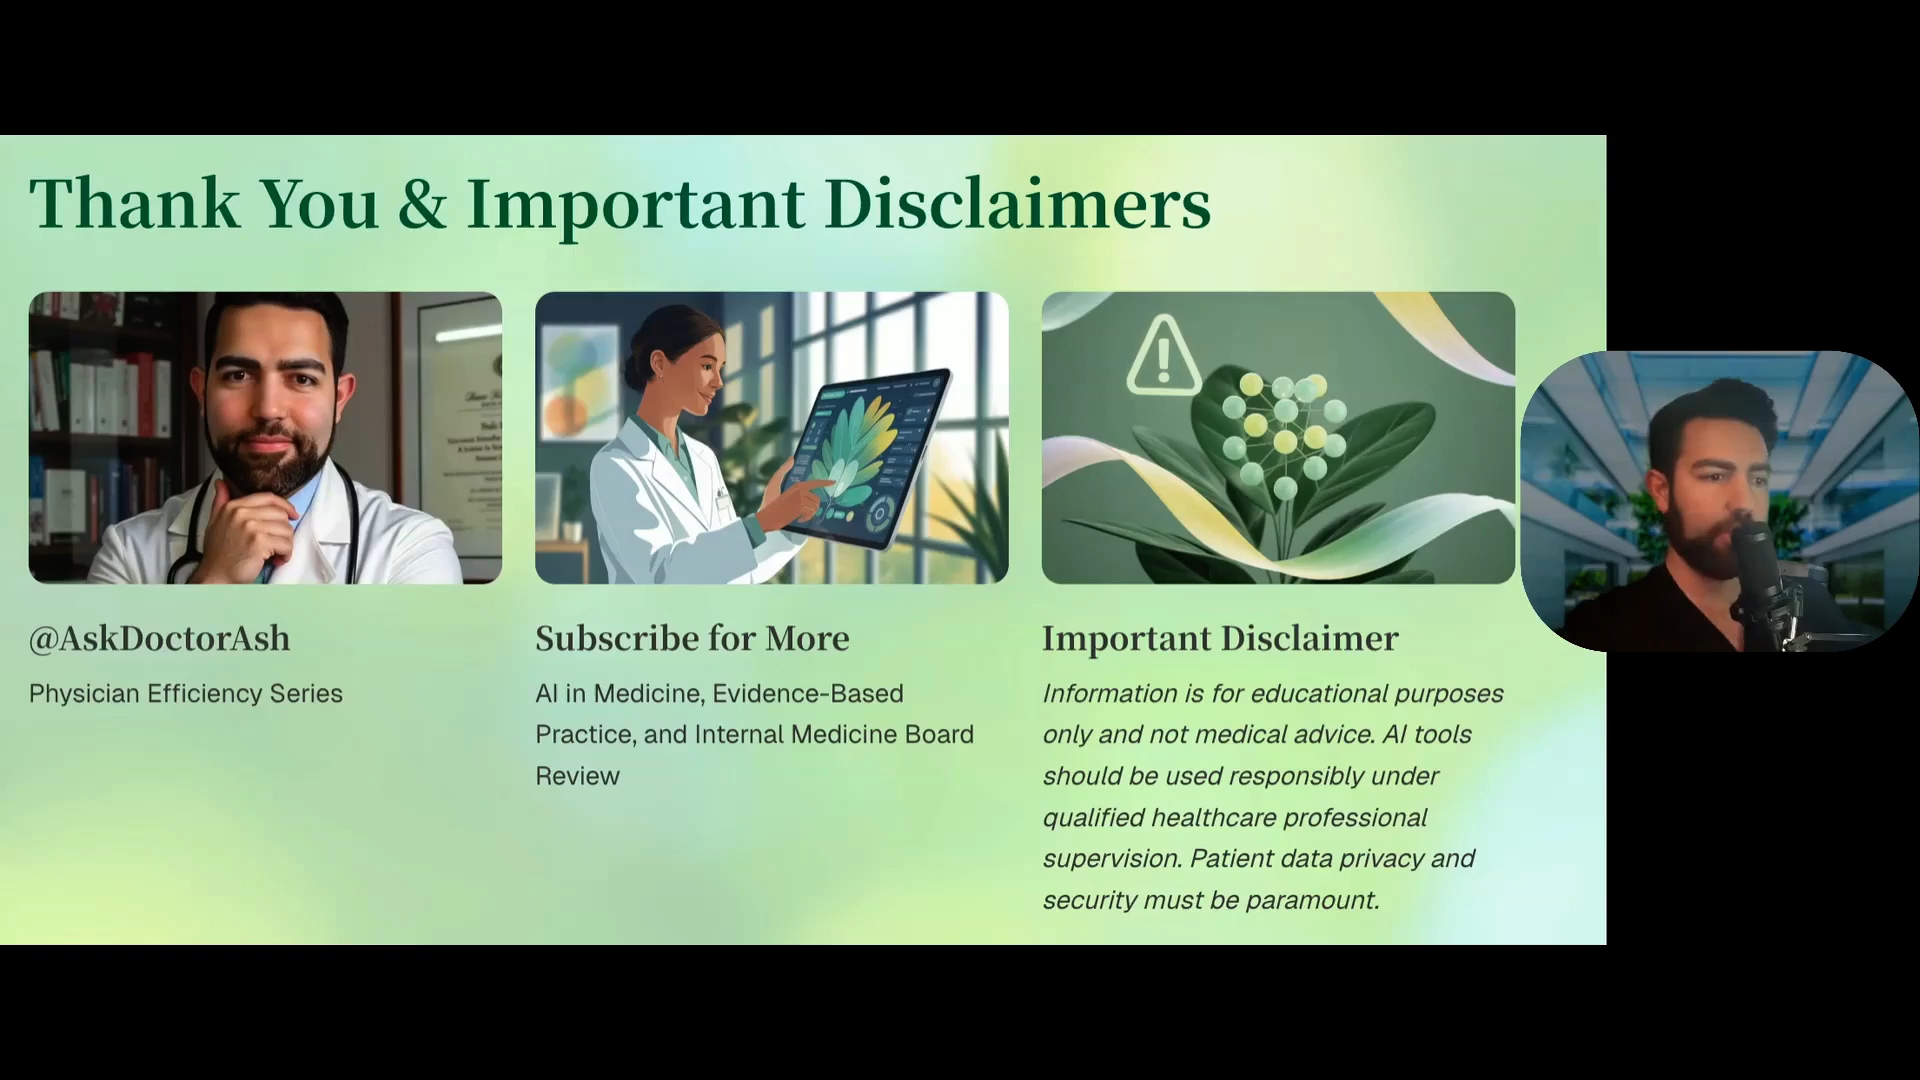 Thank You & Important Disclaimers
@AskDoctorAsh
Physician Efficiency Series
Subscribe for More
AI in Medicine, Evidence-Based
Practice, and Internal Medicine Board
Review
Important Disclaimer
Information is for educational purposes
only and not medical advice. AI tools
should be used responsibly under
qualified healthcare professional
supervision. Patient data privacy and
security must be paramount.